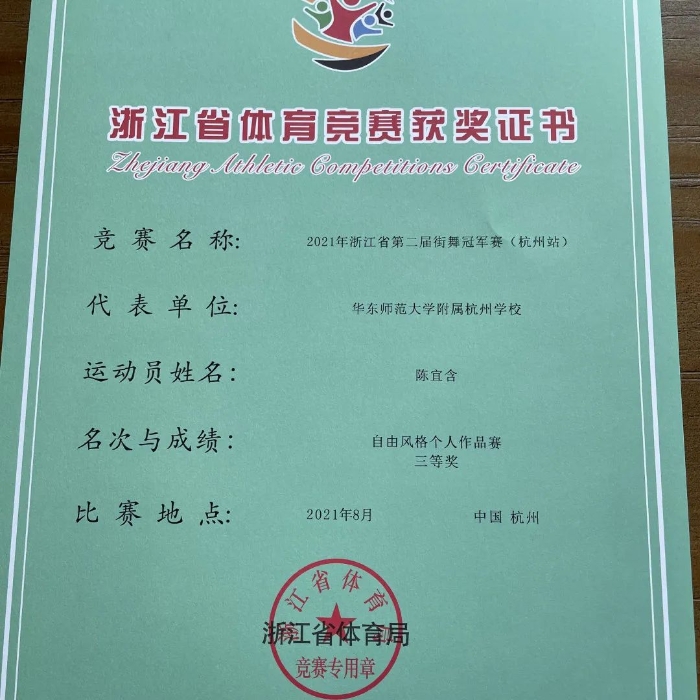 浙江省体育竞赛获奖证书
Zhejiang Athletic Competitions Certificate
竞赛名称: 2021年浙江省第二届街舞冠军赛（杭州站）
代表单位: 华东师范大学附属杭州学校
运动员姓名: 陈宜含
名次与成绩: 自由风格个人作品赛
三等奖
比赛地点: 2021年8月 中国 杭州
浙江省体育局
浙江省体育局
竞赛专用章